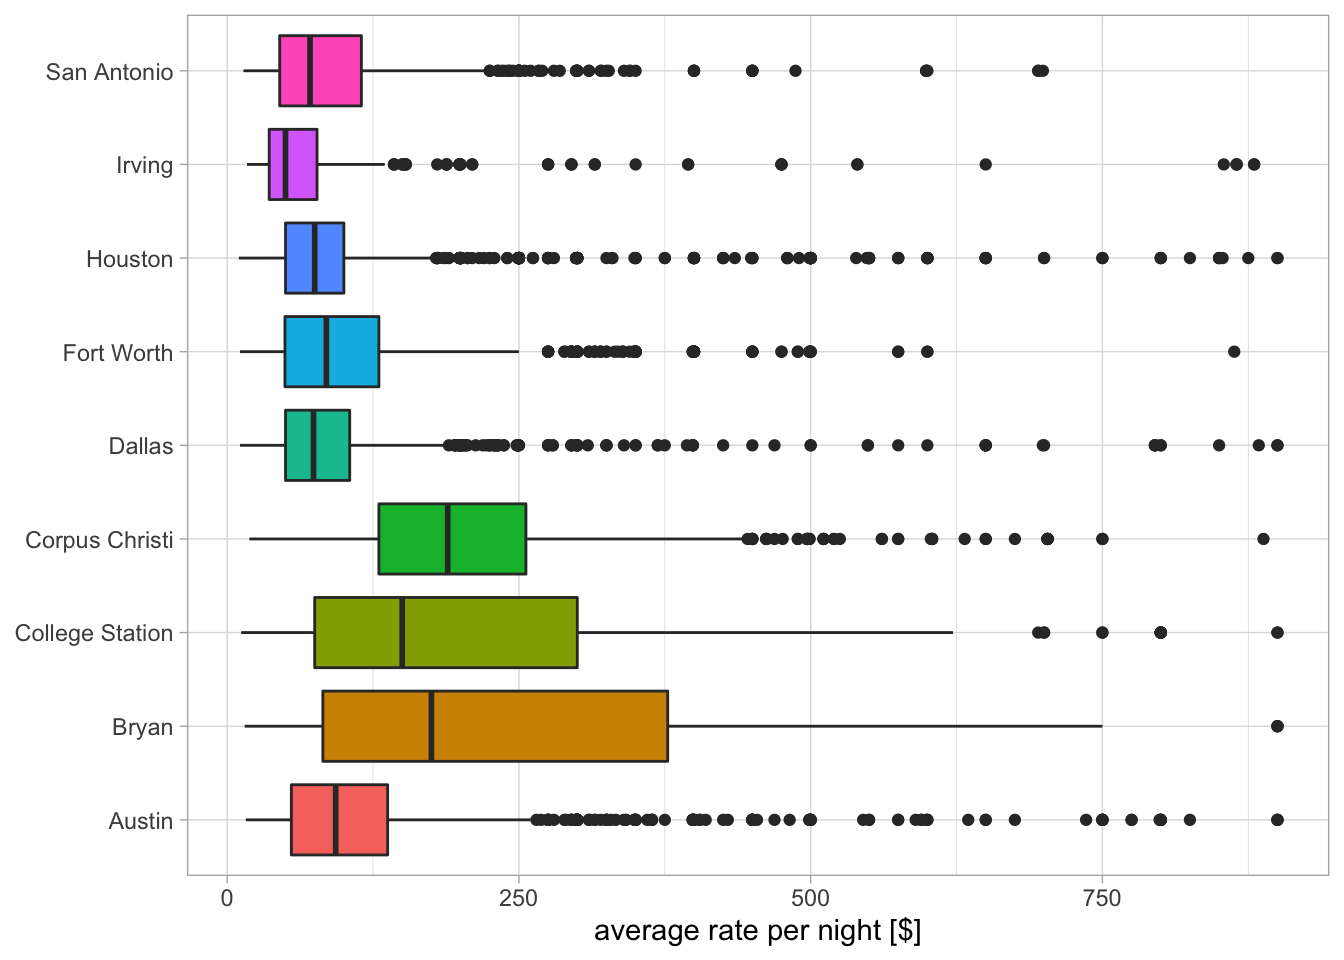 San Antonio
Irving
Houston
Fort Worth
Dallas
Corpus Christi
College Station
Bryan
Austin
0 250 500 750
average rate per night [$]